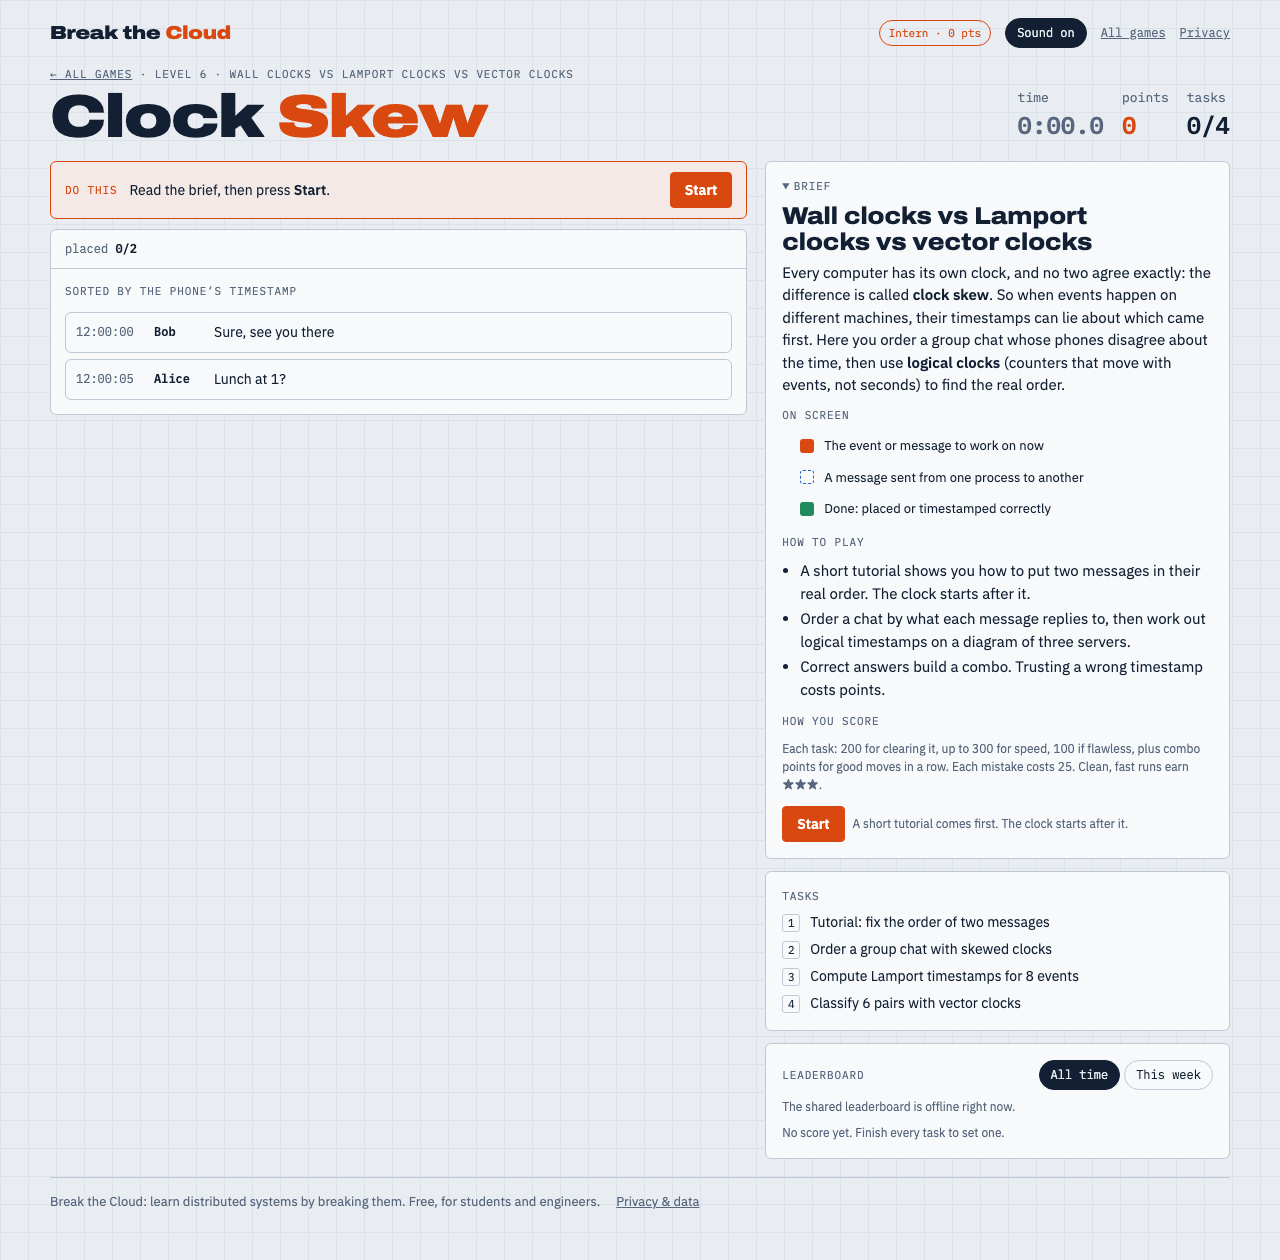 Break the Cloud
Intern · 0 pts
Sound on
All games
Privacy
← ALL GAMES · LEVEL 6 · WALL CLOCKS VS LAMPORT CLOCKS VS VECTOR CLOCKS
Clock Skew
time
0:00.0
points
0
tasks
0/4
DO THIS Read the brief, then press Start.
Start
placed 0/2
SORTED BY THE PHONE'S TIMESTAMP
12:00:00 Bob Sure, see you there
12:00:05 Alice Lunch at 1?
▼ BRIEF
Wall clocks vs Lamport
clocks vs vector clocks
Every computer has its own clock, and no two agree exactly: the
difference is called clock skew. So when events happen on
different machines, their timestamps can lie about which came
first. Here you order a group chat whose phones disagree about
the time, then use logical clocks (counters that move with
events, not seconds) to find the real order.
ON SCREEN
The event or message to work on now
A message sent from one process to another
Done: placed or timestamped correctly
HOW TO PLAY
• A short tutorial shows you how to put two messages in their
real order. The clock starts after it.
• Order a chat by what each message replies to, then work out
logical timestamps on a diagram of three servers.
• Correct answers build a combo. Trusting a wrong timestamp
costs points.
HOW YOU SCORE
Each task: 200 for clearing it, up to 300 for speed, 100 if flawless, plus combo
points for good moves in a row. Each mistake costs 25. Clean, fast runs earn
★★★.
Start
A short tutorial comes first. The clock starts after it.
TASKS
1 Tutorial: fix the order of two messages
2 Order a group chat with skewed clocks
3 Compute Lamport timestamps for 8 events
4 Classify 6 pairs with vector clocks
LEADERBOARD
All time
This week
The shared leaderboard is offline right now.
No score yet. Finish every task to set one.
Break the Cloud: learn distributed systems by breaking them. Free, for students and engineers.
Privacy & data